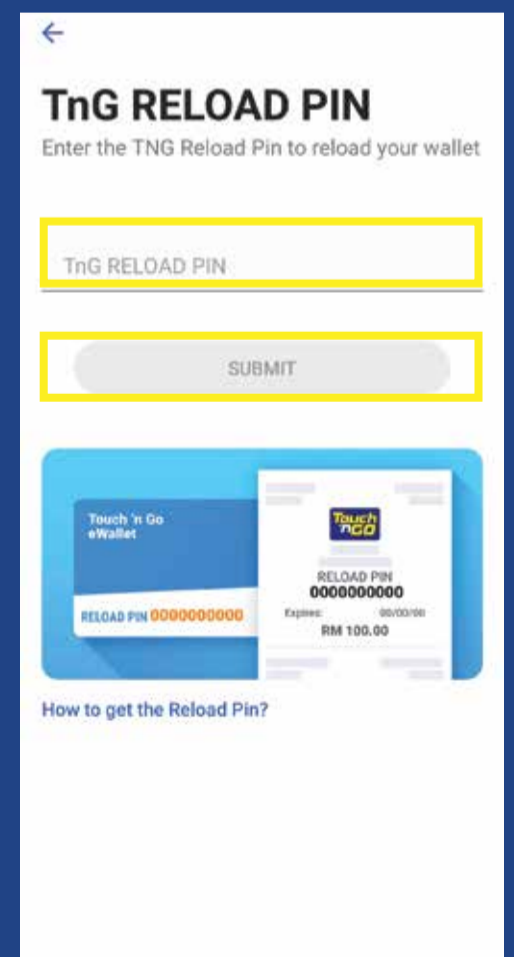 TnG RELOAD PIN
Enter the TNG Reload Pin to reload your wallet
TnG RELOAD PIN
SUBMIT
Touch 'n Go
eWallet
RELOAD PIN 0000000000
Touch
'nGO
RELOAD PIN
0000000000
Expires: 00/00/00
RM 100.00
How to get the Reload Pin?